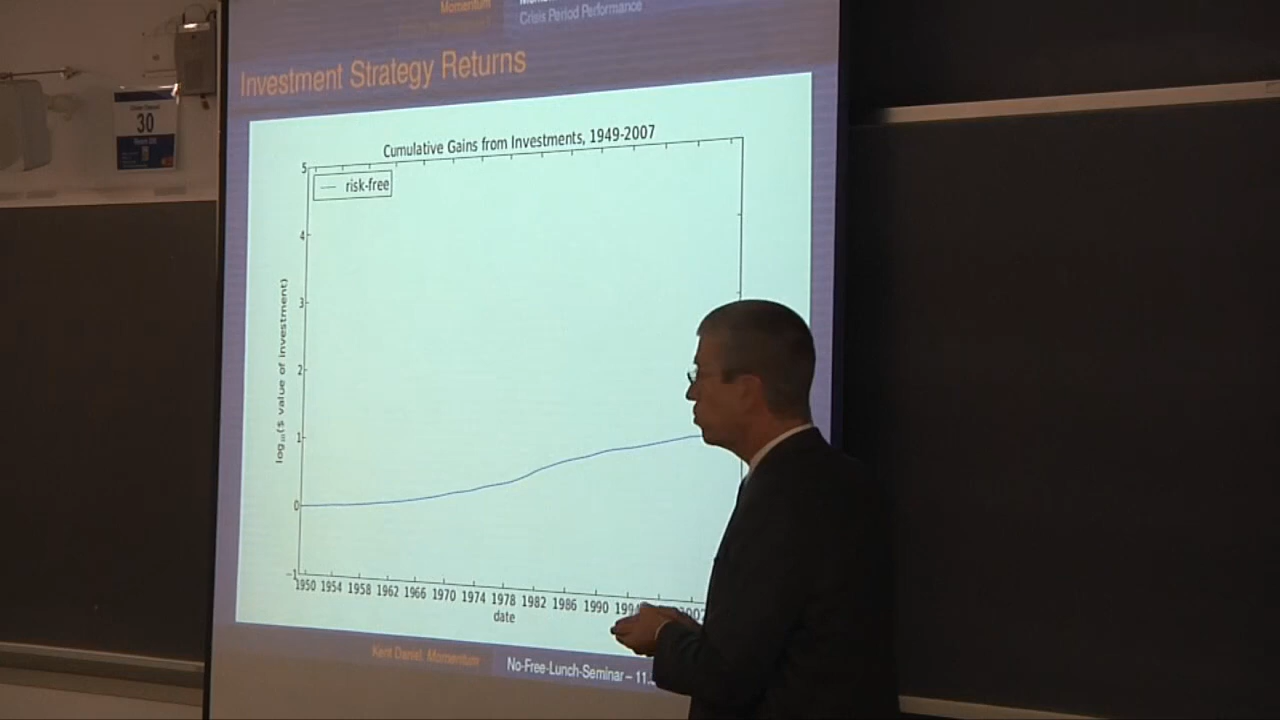 Momentum
Crisis Period Performance
Investment Strategy Returns
30
Cumulative Gains from Investments, 1949-2007
risk-free
5
4
3
2
1
0
−1
log₁₀($ value of investment)
1950 1954 1958 1962 1966 1970 1974 1978 1982 1986 1990 1994
date
Kent Daniel, Momentum
No-Free-Lunch-Seminar – 11.